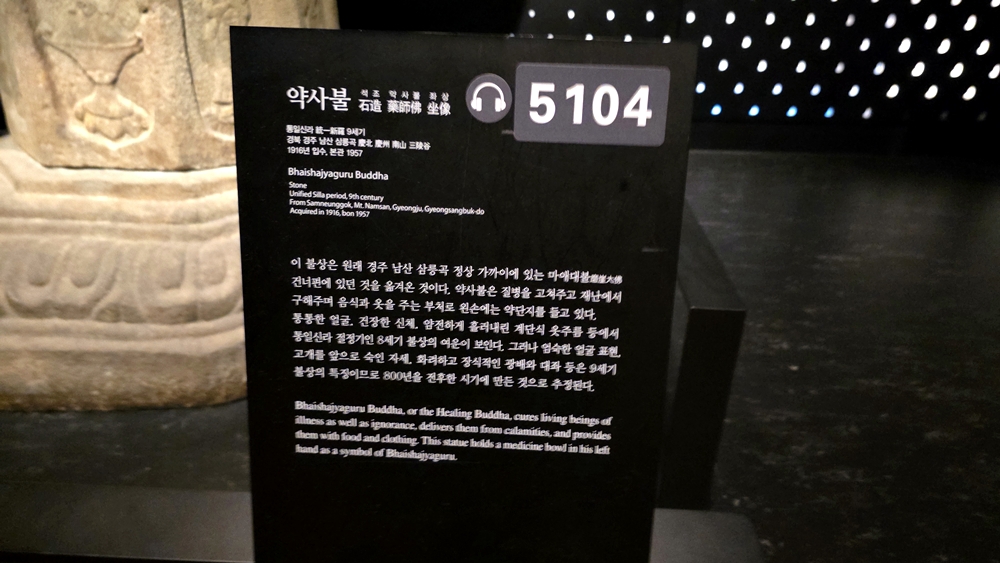 석조 약사불 좌상
약사불 石造 藥師佛 坐像
5104
통일신라 統一新羅 9세기
경북 경주 남산 삼릉곡 慶北 慶州 南山 三陵谷
1916년 입수, 본관 1957
Bhaishajyaguru Buddha
Stone
Unified Silla period, 9th century
From Samneunggok, Mt. Namsan, Gyeongju, Gyeongsangbuk-do
Acquired in 1916, bon 1957
이 불상은 원래 경주 남산 삼릉곡 정상 가까이에 있는 마애대불磨崖大佛
건너편에 있던 것을 옮겨온 것이다. 약사불은 질병을 고쳐주고 재난에서
구해주며 음식과 옷을 주는 부처로 왼손에는 약단지를 들고 있다.
통통한 얼굴, 건장한 신체, 얌전하게 흘러내린 계단식 옷주름 등에서
통일신라 절정기인 8세기 불상의 여운이 보인다. 그러나 엄숙한 얼굴 표현,
고개를 앞으로 숙인 자세, 화려하고 장식적인 광배와 대좌 등은 9세기
불상의 특징이므로 800년을 전후한 시기에 만든 것으로 추정된다.
Bhaishajyaguru Buddha, or the Healing Buddha, cures living beings of
illness as well as ignorance, delivers them from calamities, and provides
them with food and clothing. This statue holds a medicine bowl in his left
hand as a symbol of Bhaishajyaguru.